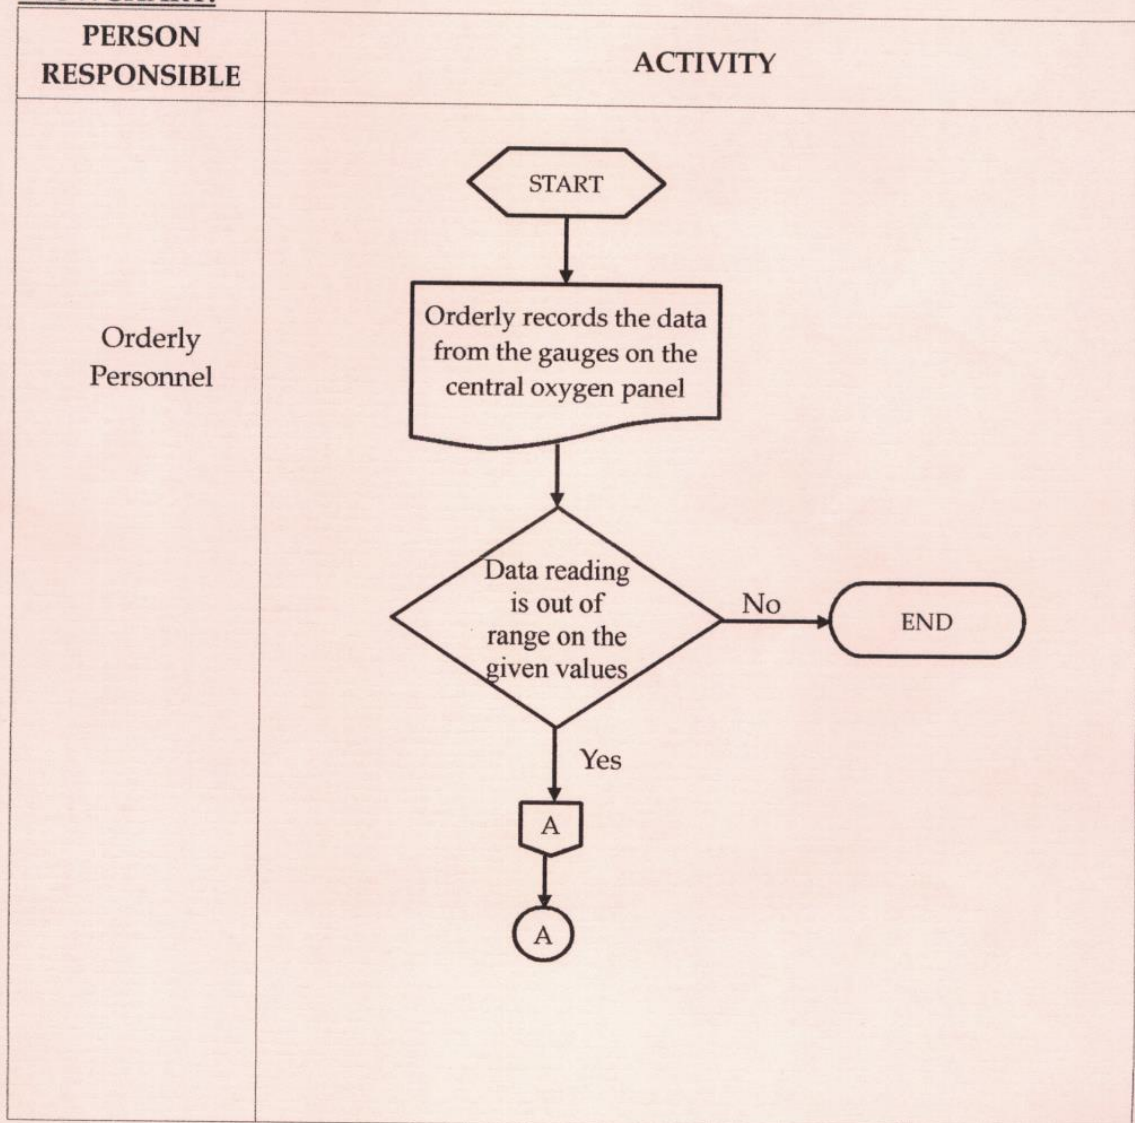 PERSON
RESPONSIBLE
ACTIVITY
START
Orderly records the data
from the gauges on the
central oxygen panel
Orderly
Personnel
Data reading
is out of
range on the
given values
No
END
Yes
A
A